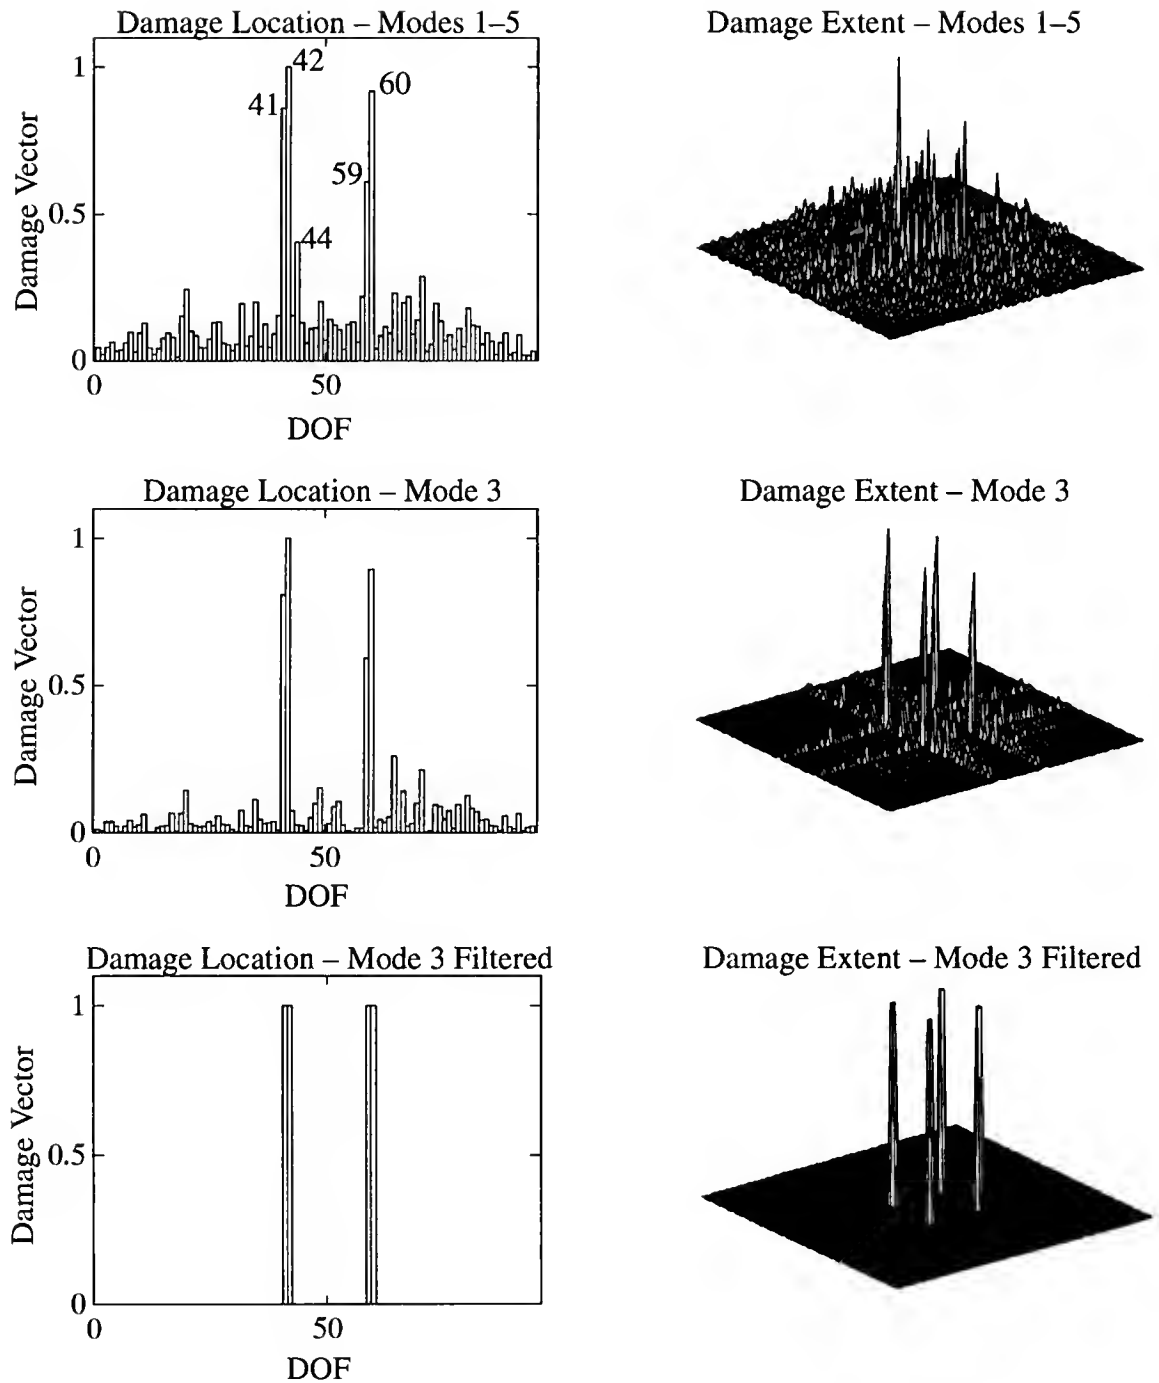 Damage Location – Modes 1–5
Damage Extent – Modes 1–5
1
42
41
60
59
0.5
44
0
0
50
Damage Vector
DOF
Damage Location – Mode 3
Damage Extent – Mode 3
1
0.5
0
0
50
Damage Vector
DOF
Damage Location – Mode 3 Filtered
Damage Extent – Mode 3 Filtered
1
0.5
0
0
50
Damage Vector
DOF